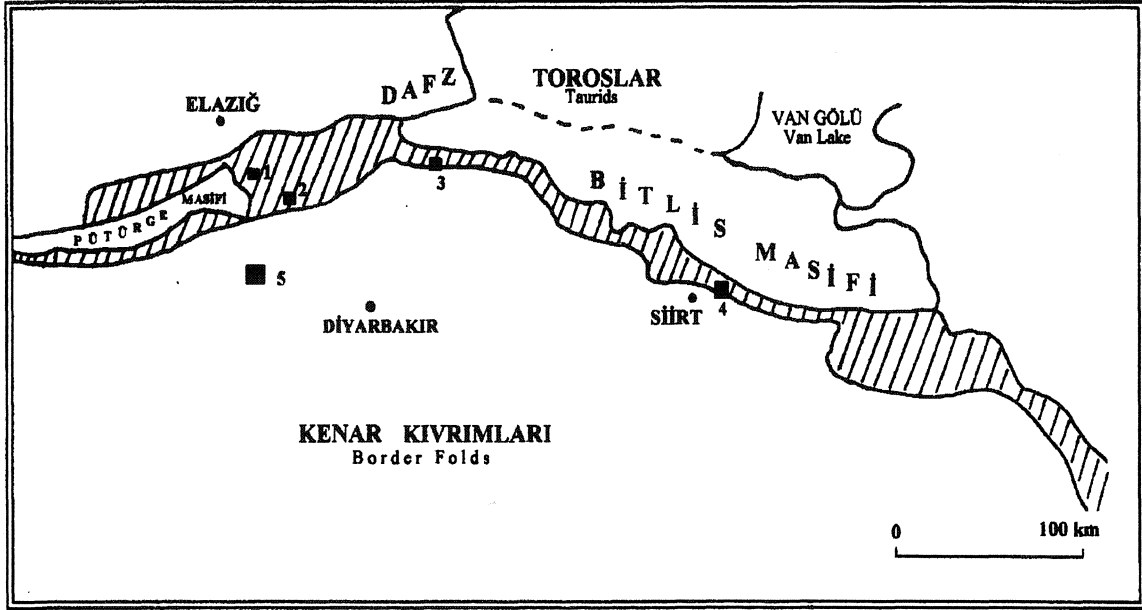 DAFZ
TOROSLAR
Taurids
ELAZIĞ
VAN GÖLÜ
Van Lake
1
2
3
BİTLİS MASİFİ
PÜTÜRGE MASİFİ
5
SİİRT
4
DİYARBAKIR
KENAR KIVRIMLARI
Border Folds
0 100 km